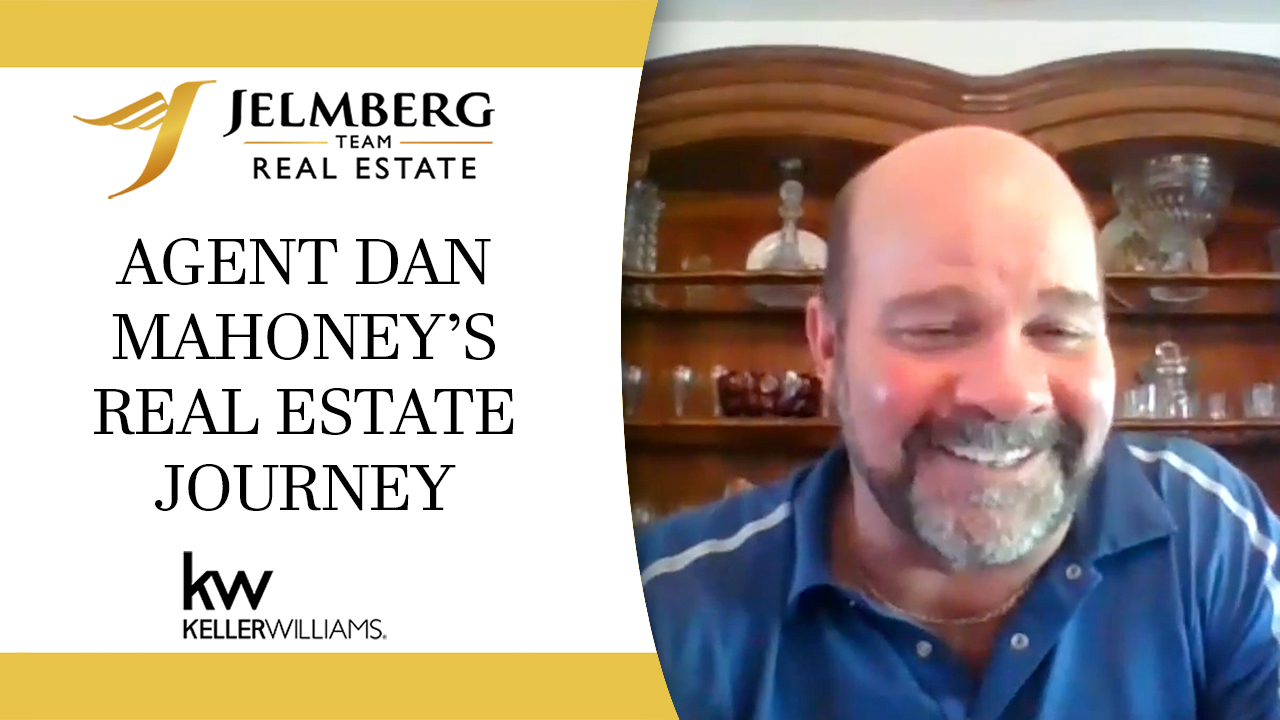 JELMBERG
TEAM
REAL ESTATE
AGENT DAN
MAHONEY’S
REAL ESTATE
JOURNEY
kw
KELLERWILLIAMS®